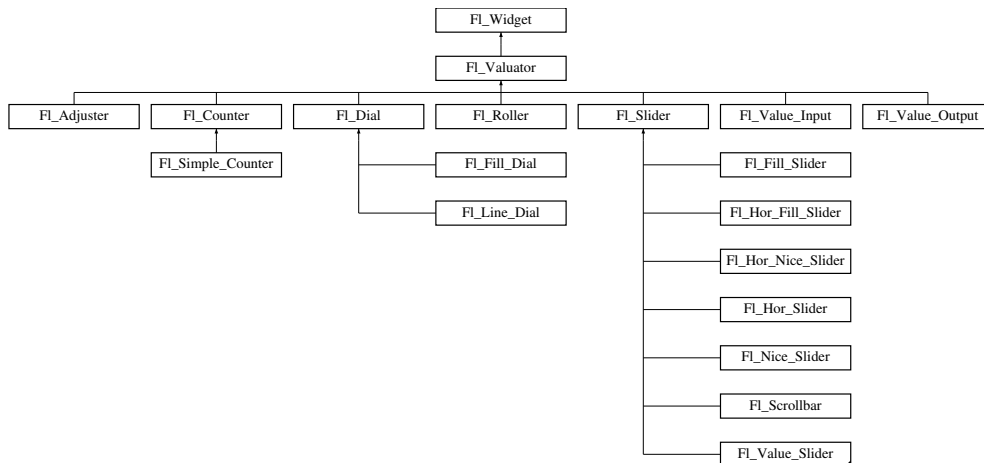 Fl_Widget
Fl_Valuator
Fl_Adjuster
Fl_Counter
Fl_Dial
Fl_Roller
Fl_Slider
Fl_Value_Input
Fl_Value_Output
Fl_Simple_Counter
Fl_Fill_Dial
Fl_Fill_Slider
Fl_Line_Dial
Fl_Hor_Fill_Slider
Fl_Hor_Nice_Slider
Fl_Hor_Slider
Fl_Nice_Slider
Fl_Scrollbar
Fl_Value_Slider